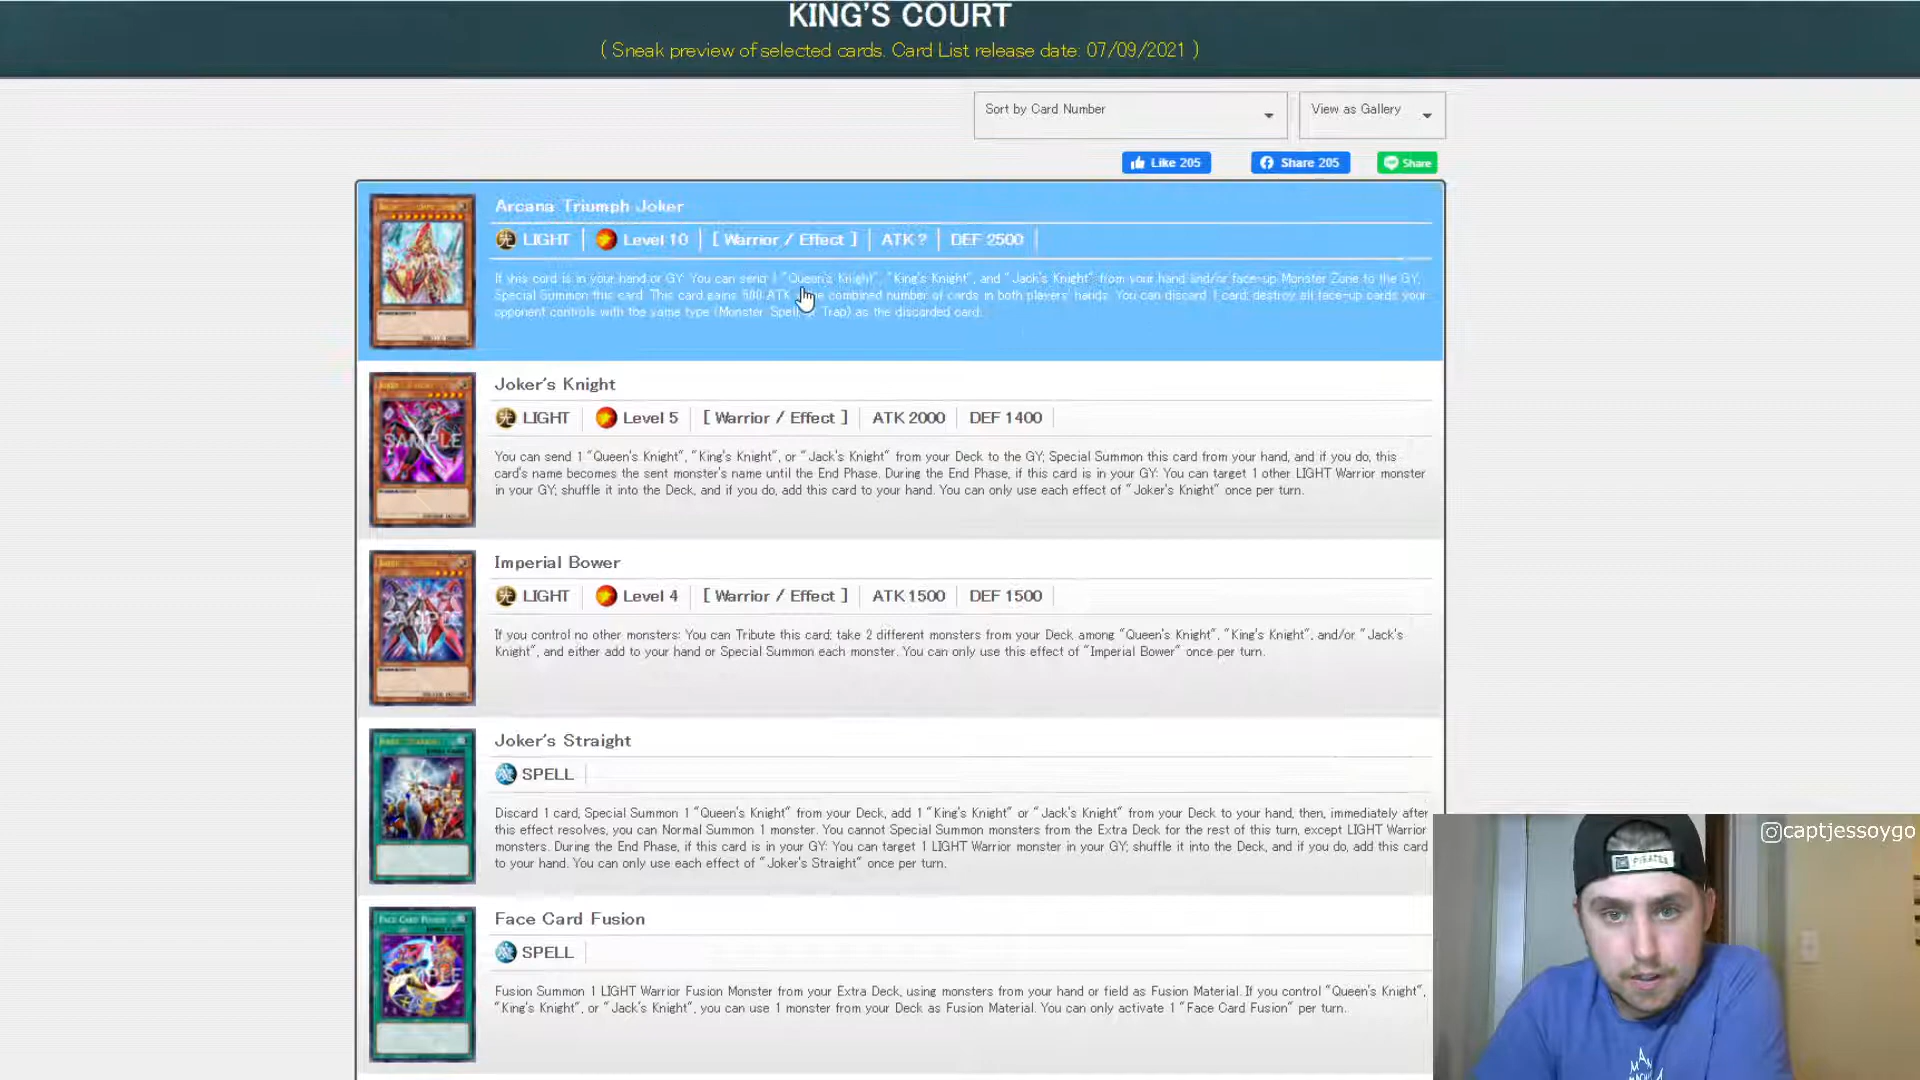 KING'S COURT
( Sneak preview of selected cards. Card List release date: 07/09/2021 )
Sort by Card Number
View as Gallery
Like 205
Share 205
Share
Arcana Triumph Joker
光 LIGHT Level 10 [ Warrior / Effect ] ATK ? DEF 2500
If this card is in your hand or GY: You can send 1 "Queen's Knight", "King's Knight", and "Jack's Knight" from your hand and/or face-up Monster Zone to the GY;
Special Summon this card. This card gains 500 ATK combined number of cards in both players' hands. You can discard 1 card; destroy all face-up cards your
opponent controls with the same type (Monster, Spell, Trap) as the discarded card.
Joker's Knight
光 LIGHT Level 5 [ Warrior / Effect ] ATK 2000 DEF 1400
SAMPLE
You can send 1 "Queen's Knight", "King's Knight", or "Jack's Knight" from your Deck to the GY; Special Summon this card from your hand, and if you do, this
card's name becomes the sent monster's name until the End Phase. During the End Phase, if this card is in your GY: You can target 1 other LIGHT Warrior monster
in your GY; shuffle it into the Deck, and if you do, add this card to your hand. You can only use each effect of "Joker's Knight" once per turn.
Imperial Bower
光 LIGHT Level 4 [ Warrior / Effect ] ATK 1500 DEF 1500
SAMPLE
If you control no other monsters: You can Tribute this card; take 2 different monsters from your Deck among "Queen's Knight", "King's Knight", and/or "Jack's
Knight", and either add to your hand or Special Summon each monster. You can only use this effect of "Imperial Bower" once per turn.
Joker's Straight
SPELL
Discard 1 card, Special Summon 1 "Queen's Knight" from your Deck, add 1 "King's Knight" or "Jack's Knight" from your Deck to your hand, then, immediately after
this effect resolves, you can Normal Summon 1 monster. You cannot Special Summon monsters from the Extra Deck for the rest of this turn, except LIGHT Warrior
monsters. During the End Phase, if this card is in your GY: You can target 1 LIGHT Warrior monster in your GY; shuffle it into the Deck, and if you do, add this card
to your hand. You can only use each effect of "Joker's Straight" once per turn.
@captjessoygo
PIRATES
Face Card Fusion
SPELL
FACE CARD FUSION
SAMPLE
Fusion Summon 1 LIGHT Warrior Fusion Monster from your Extra Deck, using monsters from your hand or field as Fusion Material. If you control "Queen's Knight",
"King's Knight", or "Jack's Knight", you can use 1 monster from your Deck as Fusion Material. You can only activate 1 "Face Card Fusion" per turn.